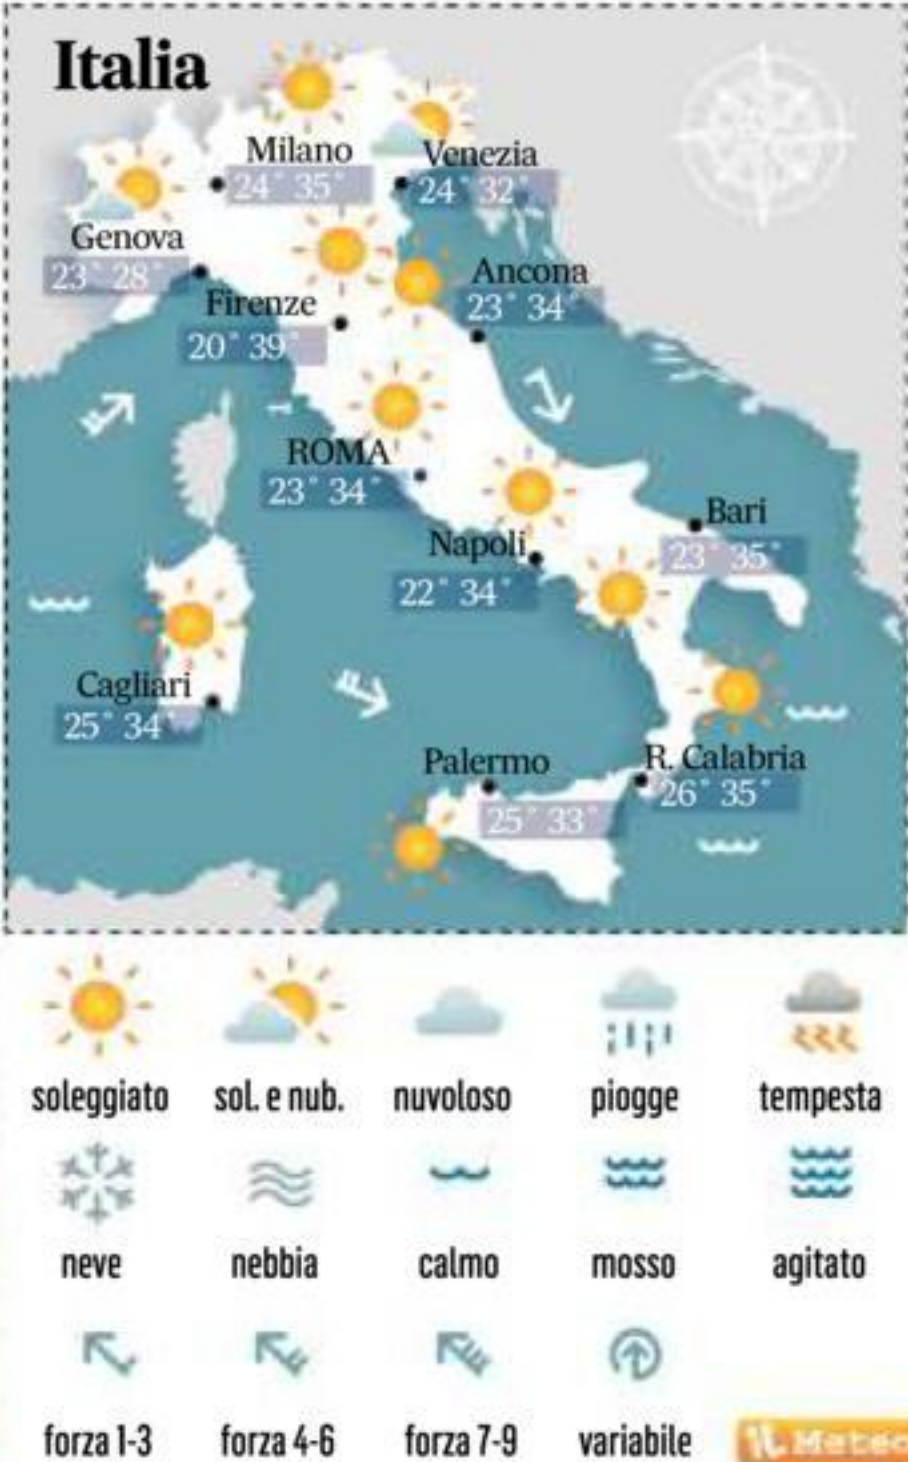 Italia
Milano
24° 35°
Venezia
24° 32°
Genova
23° 28°
Firenze
20° 39°
Ancona
23° 34°
ROMA
23° 34°
Napoli
22° 34°
Bari
23° 35°
Cagliari
25° 34°
Palermo
25° 33°
R. Calabria
26° 35°
soleggiato sol. e nub. nuvoloso piogge tempesta
neve nebbia calmo mosso agitato
forza 1-3 forza 4-6 forza 7-9 variabile
iL Meteo